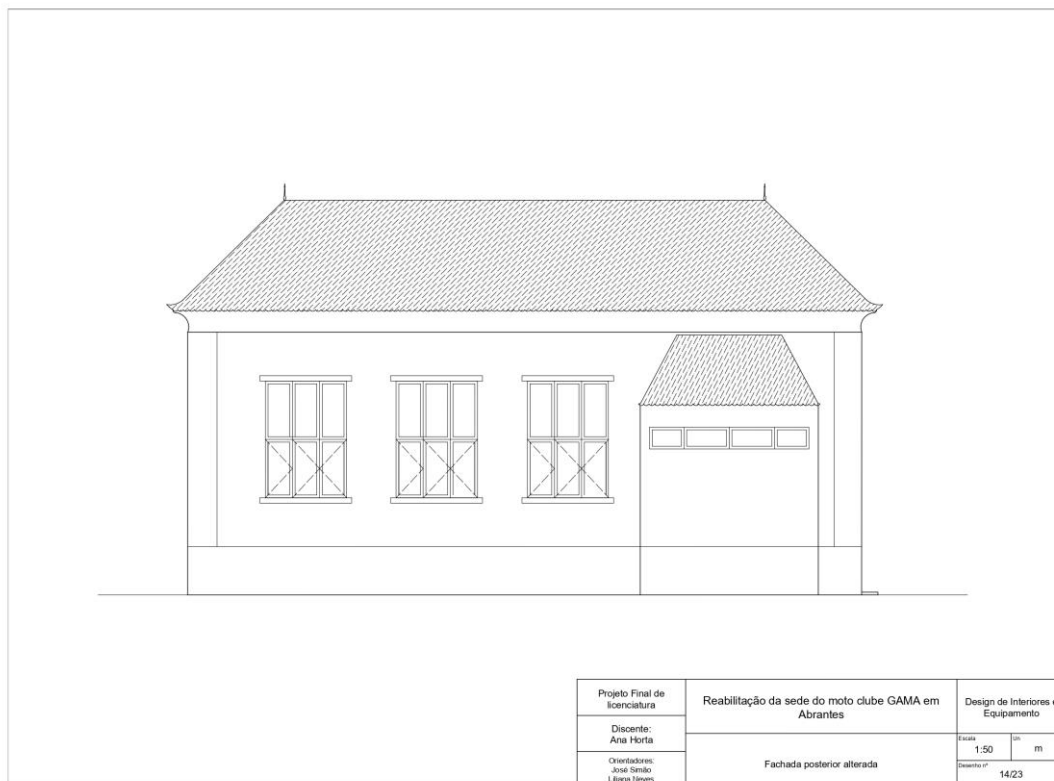 Projeto Final de
licenciatura
Discente:
Ana Horta
Orientadores:
José Simão
Liliana Neves
Reabilitação da sede do moto clube GAMA em
Abrantes
Fachada posterior alterada
Design de Interiores e
Equipamento
Escala
1:50
Un
m
Desenho nº
14/23